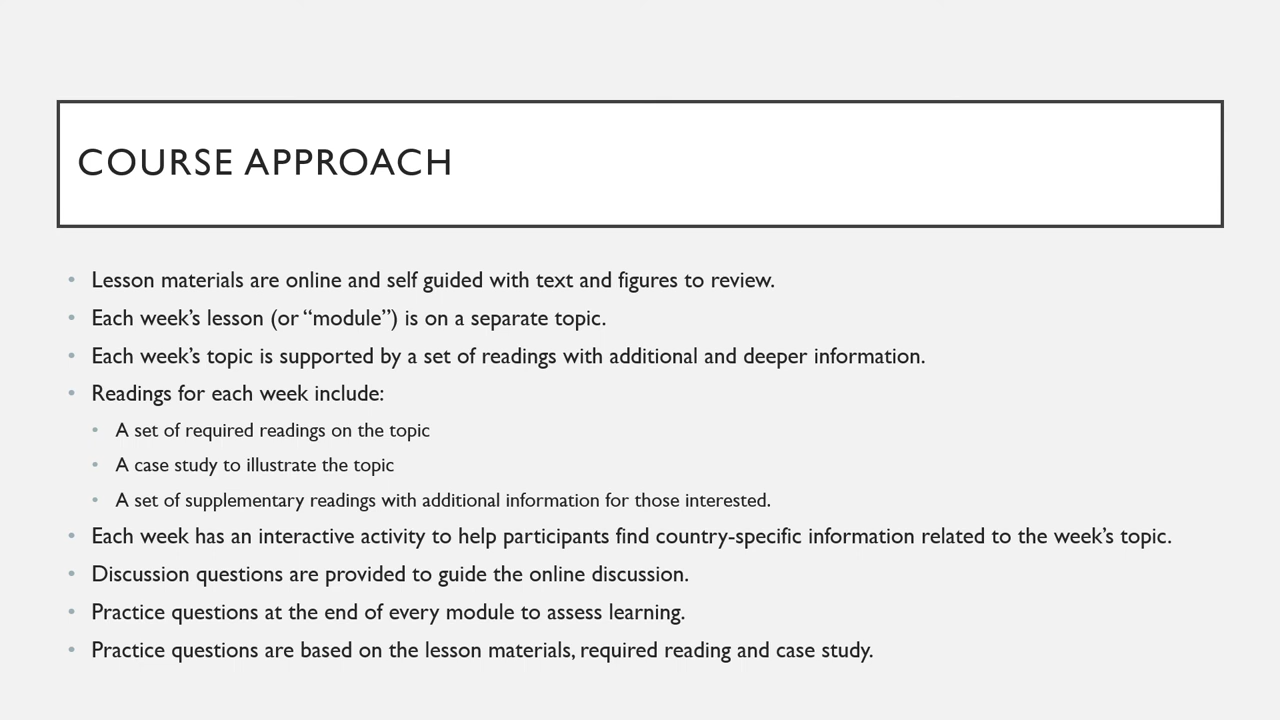 COURSE APPROACH
• Lesson materials are online and self guided with text and figures to review.
• Each week’s lesson (or “module”) is on a separate topic.
• Each week’s topic is supported by a set of readings with additional and deeper information.
• Readings for each week include:
• A set of required readings on the topic
• A case study to illustrate the topic
• A set of supplementary readings with additional information for those interested.
• Each week has an interactive activity to help participants find country-specific information related to the week’s topic.
• Discussion questions are provided to guide the online discussion.
• Practice questions at the end of every module to assess learning.
• Practice questions are based on the lesson materials, required reading and case study.